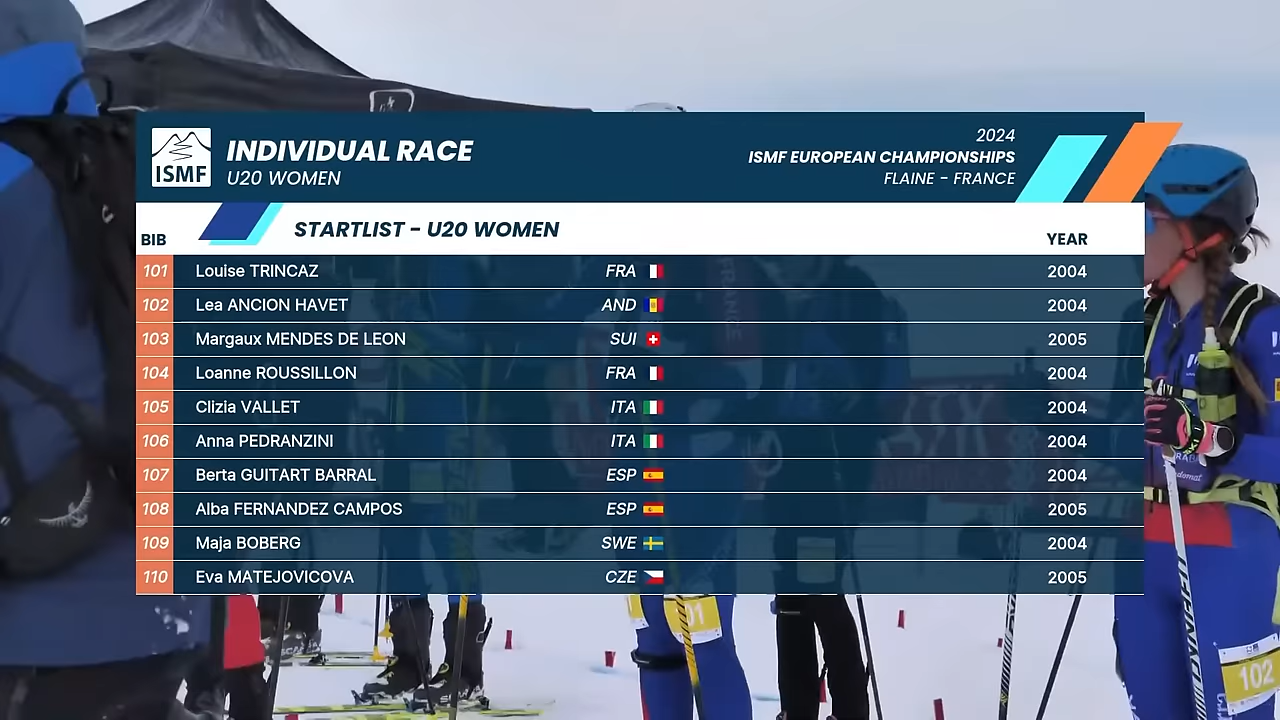 ISMF
INDIVIDUAL RACE
U20 WOMEN
2024
ISMF EUROPEAN CHAMPIONSHIPS
FLAINE - FRANCE
BIB
STARTLIST - U20 WOMEN
YEAR
101 Louise TRINCAZ FRA 2004
102 Lea ANCION HAVET AND 2004
103 Margaux MENDES DE LEON SUI 2005
104 Loanne ROUSSILLON FRA 2004
105 Clizia VALLET ITA 2004
106 Anna PEDRANZINI ITA 2004
107 Berta GUITART BARRAL ESP 2004
108 Alba FERNANDEZ CAMPOS ESP 2005
109 Maja BOBERG SWE 2004
110 Eva MATEJOVICOVA CZE 2005
01
102